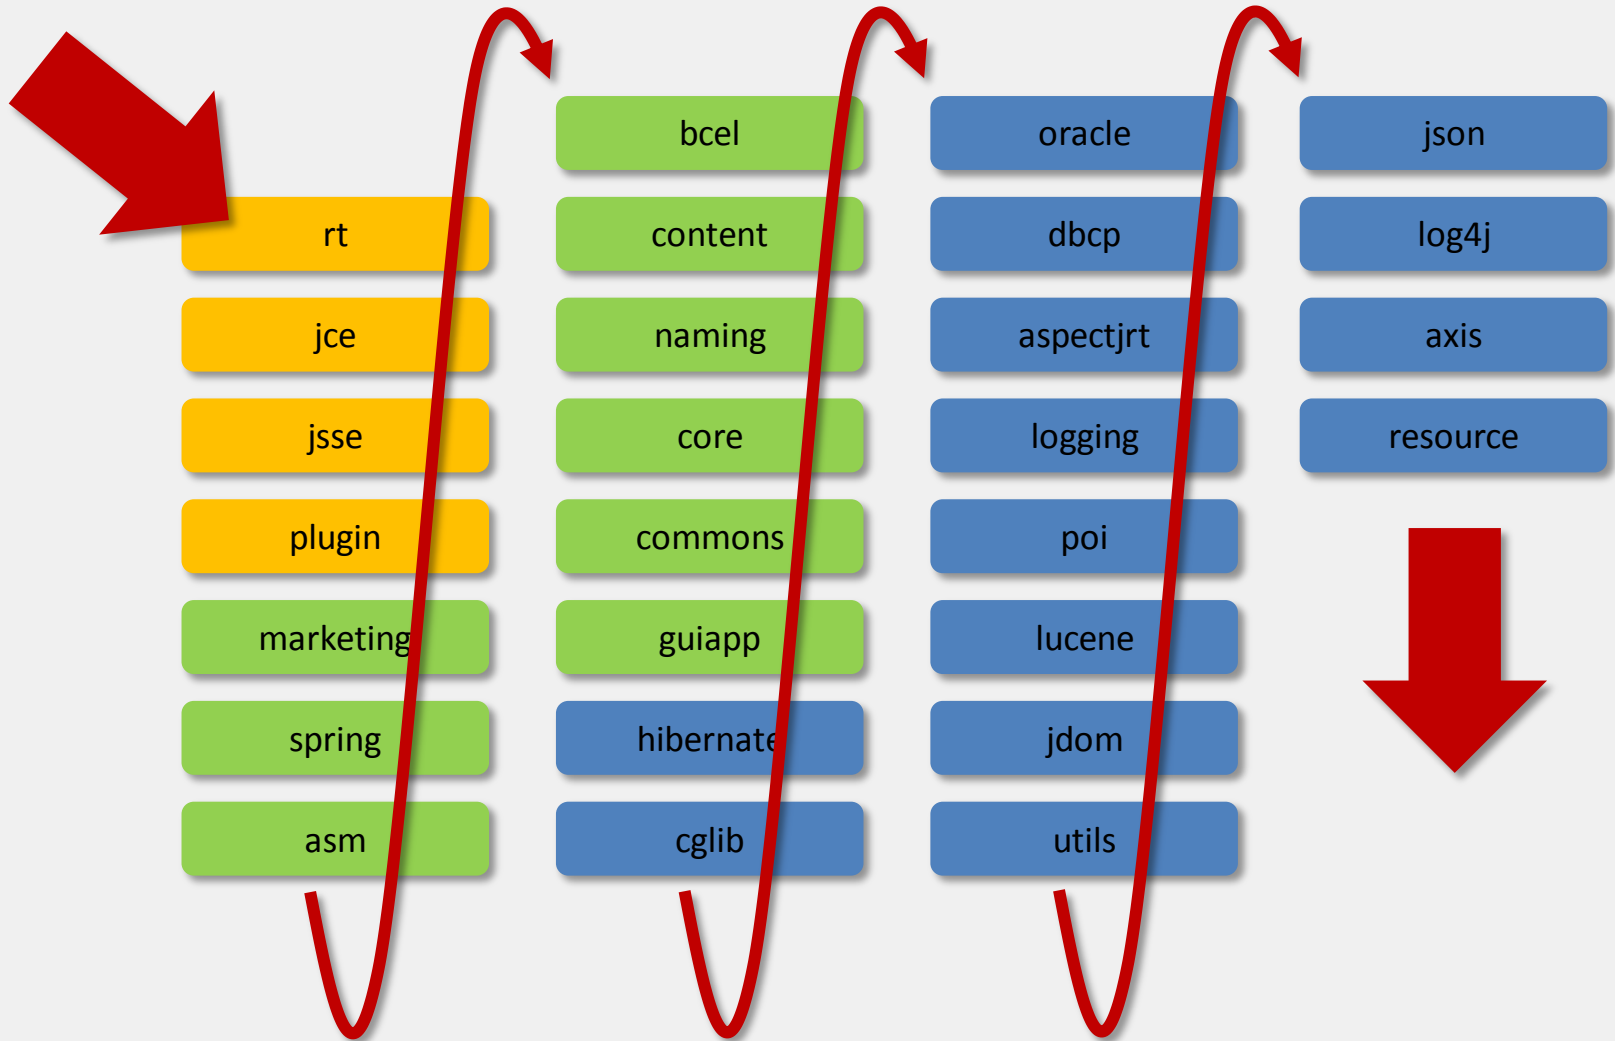 rt
jce
jsse
plugin
marketing
spring
asm
bcel
content
naming
core
commons
guiapp
hibernate
cglib
oracle
dbcp
aspectjrt
logging
poi
lucene
jdom
utils
json
log4j
axis
resource